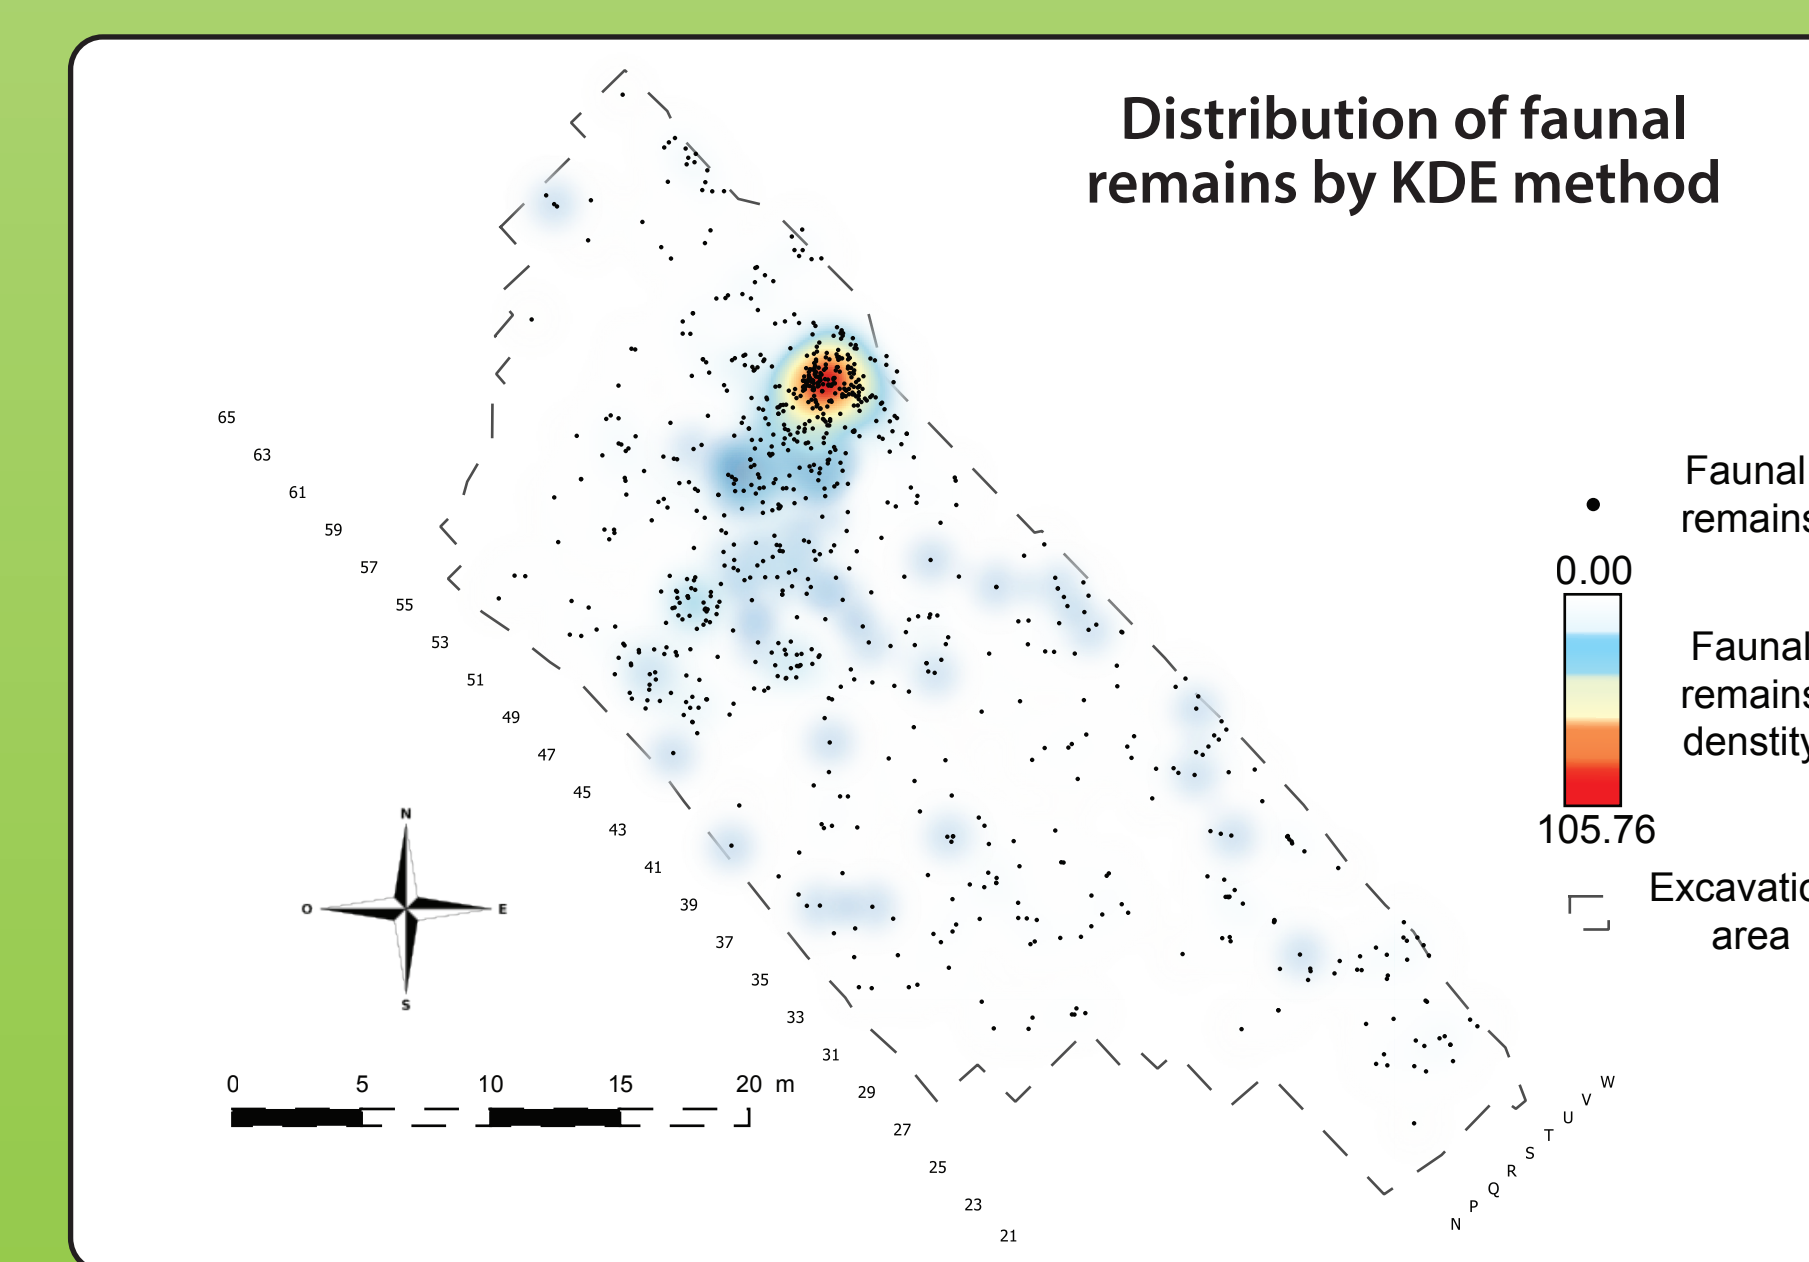 Distribution of faunal
remains by KDE method
65
63
61
59
57
55
53
51
49
47
45
43
41
39
37
35
33
31
29
27
25
23
21
N
O
E
S
0 5 10 15 20 m
N
P
Q
R
S
T
U
V
W
Faunal
remains
0.00
Faunal
remains
denstity
105.76
Excavatio
area